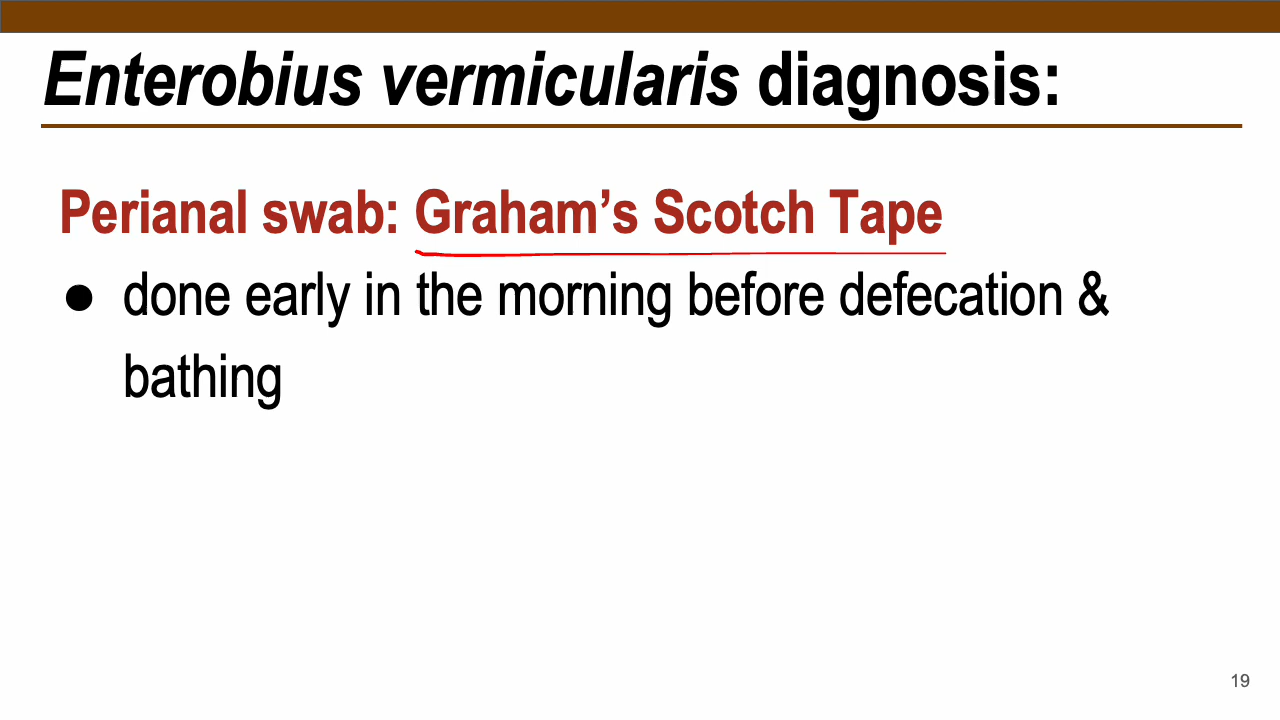 Enterobius vermicularis diagnosis:
Perianal swab: Graham’s Scotch Tape
● done early in the morning before defecation &
bathing
19